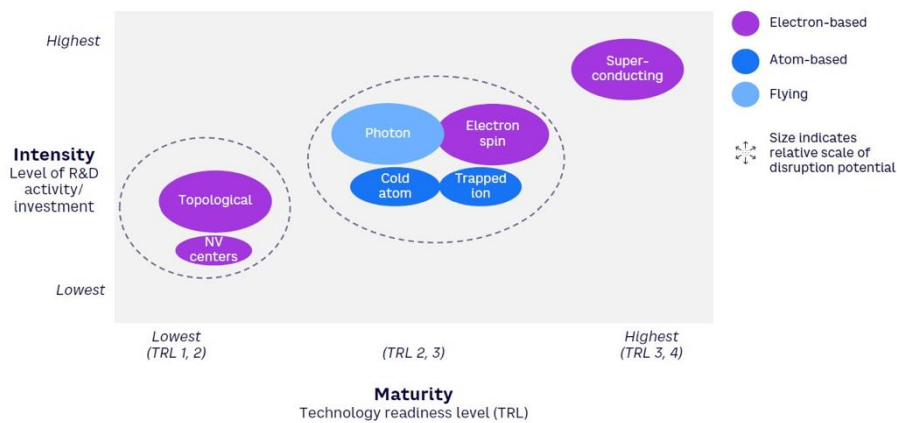 Highest
Intensity
Level of R&D
activity/
investment
Lowest
Super-
conducting
Photon
Electron
spin
Cold
atom
Trapped
ion
Topological
NV
centers
Electron-based
Atom-based
Flying
Size indicates
relative scale of
disruption potential
Lowest
(TRL 1, 2)
(TRL 2, 3)
Highest
(TRL 3, 4)
Maturity
Technology readiness level (TRL)